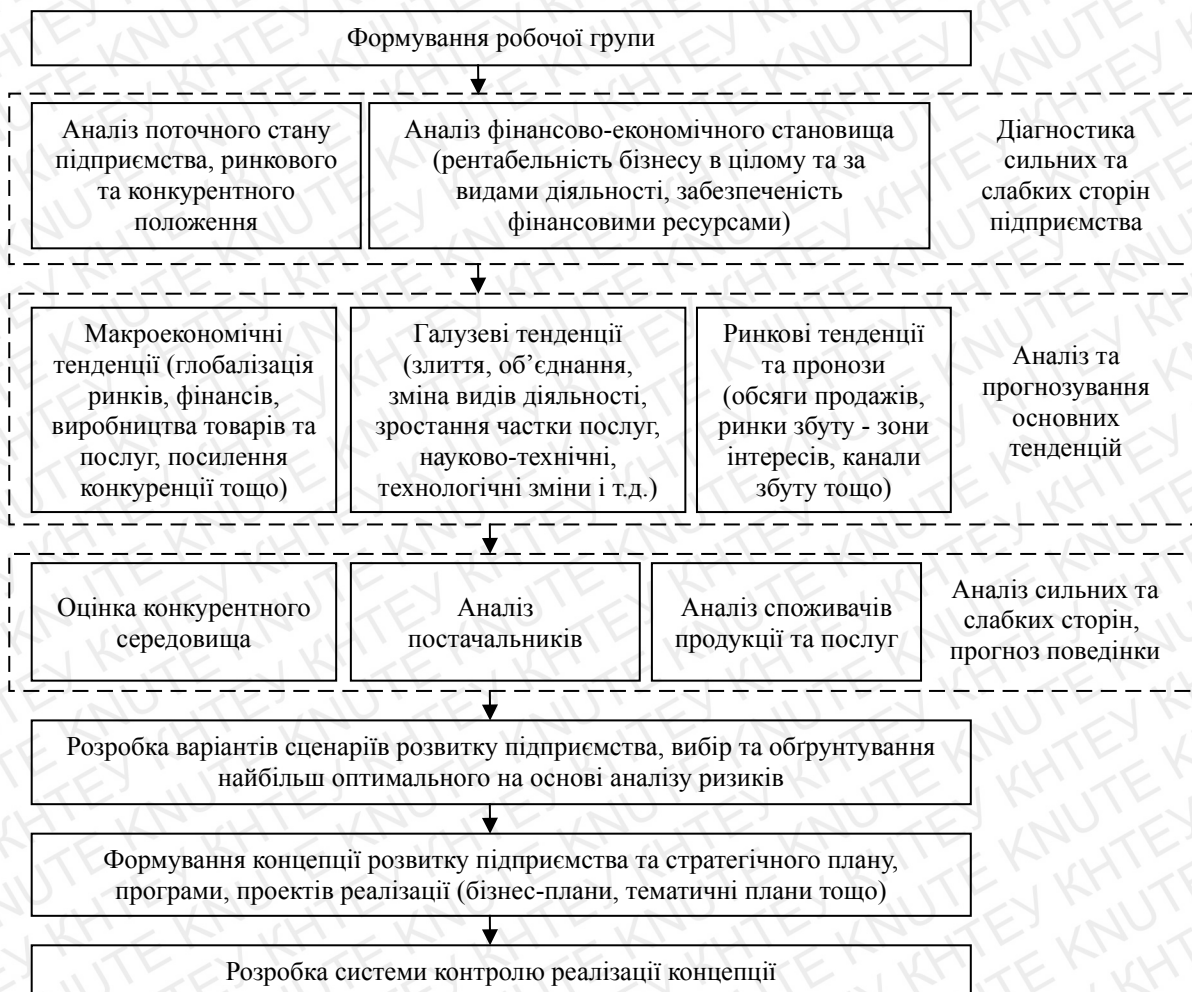 Формування робочої групи
Аналіз поточного стану
підприємства, ринкового
та конкурентного
положення
Аналіз фінансово-економічного становища
(рентабельність бізнесу в цілому та за
видами діяльності, забезпеченість
фінансовими ресурсами)
Діагностика
сильних та
слабких сторін
підприємства
Макроекономічні
тенденції (глобалізація
ринків, фінансів,
виробництва товарів та
послуг, посилення
конкуренції тощо)
Галузеві тенденції
(злиття, об’єднання,
зміна видів діяльності,
зростання частки послуг,
науково-технічні,
технологічні зміни і т.д.)
Ринкові тенденції
та пронози
(обсяги продажів,
ринки збуту - зони
інтересів, канали
збуту тощо)
Аналіз та
прогнозування
основних
тенденцій
Оцінка конкурентного
середовища
Аналіз
постачальників
Аналіз споживачів
продукції та послуг
Аналіз сильних та
слабких сторін,
прогноз поведінки
Розробка варіантів сценаріїв розвитку підприємства, вибір та обґрунтування
найбільш оптимального на основі аналізу ризиків
Формування концепції розвитку підприємства та стратегічного плану,
програми, проектів реалізації (бізнес-плани, тематичні плани тощо)
Розробка системи контролю реалізації концепції